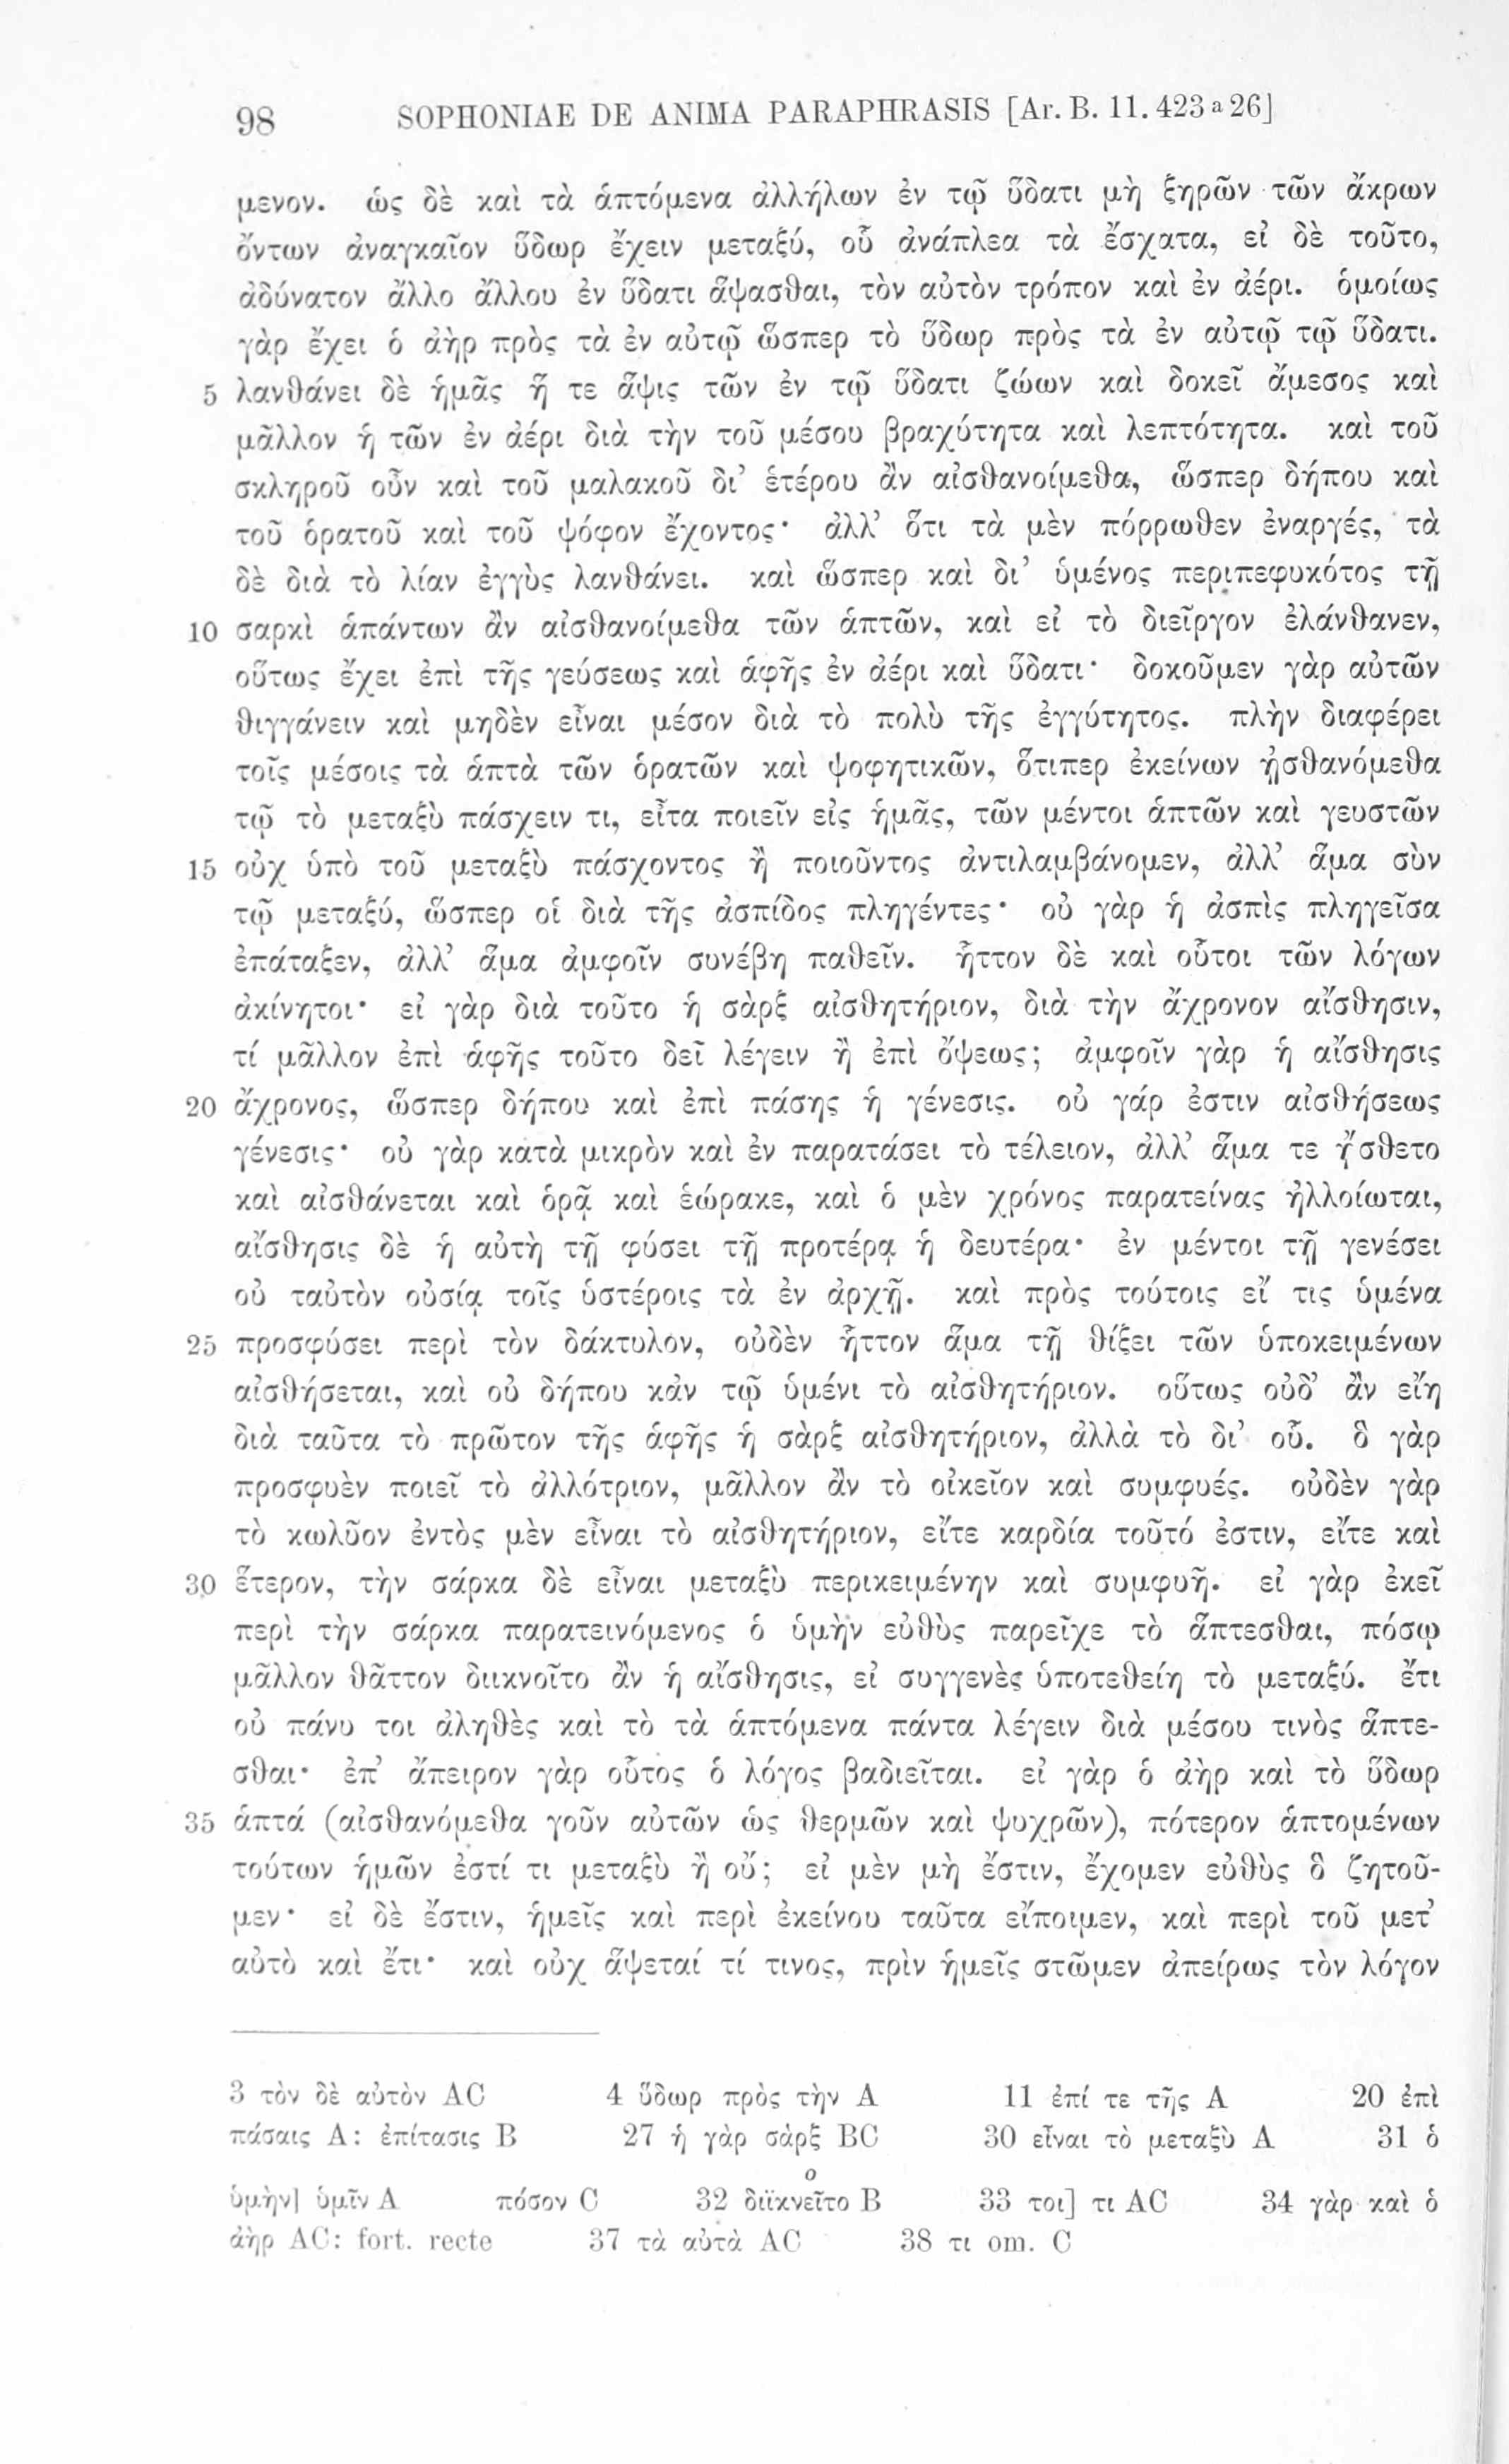 98 SOPHONIAE DE ANIMA PARAPHRASIS [Ar. B. 11. 423 a 26]
μενον. ὡς δὲ καὶ τὰ ἁπτόμενα ἀλλήλων ἐν τῷ ὕδατι μὴ ξηρῶν τῶν ἄκρων
ὄντων ἀναγκαῖον ὕδωρ ἔχειν μεταξύ, οὗ ἀνάπλεα τὰ ἔσχατα, εἰ δὲ τοῦτο,
ἀδύνατον ἄλλο ἄλλου ἐν ὕδατι ἅψασθαι, τὸν αὐτὸν τρόπον καὶ ἐν ἀέρι. ὁμοίως
γὰρ ἔχει ὁ ἀὴρ πρὸς τὰ ἐν αὐτῷ ὥσπερ τὸ ὕδωρ πρὸς τὰ ἐν αὐτῷ τῷ ὕδατι.
5 λανθάνει δὲ ἡμᾶς ἥ τε ἅψις τῶν ἐν τῷ ὕδατι ζώων καὶ δοκεῖ ἄμεσος καὶ
μᾶλλον ἡ τῶν ἐν ἀέρι διὰ τὴν τοῦ μέσου βραχύτητα καὶ λεπτότητα. καὶ τοῦ
σκληροῦ οὖν καὶ τοῦ μαλακοῦ δι’ ἑτέρου ἂν αἰσθανοίμεθα, ὥσπερ δήπου καὶ
τοῦ ὁρατοῦ καὶ τοῦ ψόφον ἔχοντος· ἀλλ’ ὅτι τὰ μὲν πόρρωθεν ἐναργές, τὰ
δὲ διὰ τὸ λίαν ἐγγὺς λανθάνει. καὶ ὥσπερ καὶ δι’ ὑμένος περιπεφυκότος τῇ
10 σαρκὶ ἁπάντων ἂν αἰσθανοίμεθα τῶν ἁπτῶν, καὶ εἰ τὸ διεῖργον ἐλάνθανεν,
οὕτως ἔχει ἐπὶ τῆς γεύσεως καὶ ἁφῆς ἐν ἀέρι καὶ ὕδατι· δοκοῦμεν γὰρ αὐτῶν
θιγγάνειν καὶ μηδὲν εἶναι μέσον διὰ τὸ πολὺ τῆς ἐγγύτητος. πλὴν διαφέρει
τοῖς μέσοις τὰ ἁπτὰ τῶν ὁρατῶν καὶ ψοφητικῶν, ὅτιπερ ἐκείνων ᾐσθανόμεθα
τῷ τὸ μεταξὺ πάσχειν τι, εἶτα ποιεῖν εἰς ἡμᾶς, τῶν μέντοι ἁπτῶν καὶ γευστῶν
15 οὐχ ὑπὸ τοῦ μεταξὺ πάσχοντος ἢ ποιοῦντος ἀντιλαμβάνομεν, ἀλλ’ ἅμα σὺν
τῷ μεταξύ, ὥσπερ οἱ διὰ τῆς ἀσπίδος πληγέντες· οὐ γὰρ ἡ ἀσπὶς πληγεῖσα
ἐπάταξεν, ἀλλ’ ἅμα ἀμφοῖν συνέβη παθεῖν. ἧττον δὲ καὶ οὗτοι τῶν λόγων
ἀκίνητοι· εἰ γὰρ διὰ τοῦτο ἡ σὰρξ αἰσθητήριον, διὰ τὴν ἄχρονον αἴσθησιν,
τί μᾶλλον ἐπὶ ἁφῆς τοῦτο δεῖ λέγειν ἢ ἐπὶ ὄψεως; ἀμφοῖν γὰρ ἡ αἴσθησις
20 ἄχρονος, ὥσπερ δήπου καὶ ἐπὶ πάσης ἡ γένεσις. οὐ γάρ ἐστιν αἰσθήσεως
γένεσις· οὐ γὰρ κατὰ μικρὸν καὶ ἐν παρατάσει τὸ τέλειον, ἀλλ’ ἅμα τε ᾔσθετο
καὶ αἰσθάνεται καὶ ὁρᾷ καὶ ἑώρακε, καὶ ὁ μὲν χρόνος παρατείνας ἠλλοίωται,
αἴσθησις δὲ ἡ αὐτὴ τῇ φύσει τῇ προτέρᾳ ἡ δευτέρα· ἐν μέντοι τῇ γενέσει
οὐ ταὐτὸν οὐσίᾳ τοῖς ὑστέροις τὰ ἐν ἀρχῇ. καὶ πρὸς τούτοις εἴ τις ὑμένα
25 προσφύσει περὶ τὸν δάκτυλον, οὐδὲν ἧττον ἅμα τῇ θίξει τῶν ὑποκειμένων
αἰσθήσεται, καὶ οὐ δήπου κἀν τῷ ὑμένι τὸ αἰσθητήριον. οὕτως οὐδ’ ἂν εἴη
διὰ ταῦτα τὸ πρῶτον τῆς ἁφῆς ἡ σὰρξ αἰσθητήριον, ἀλλὰ τὸ δι’ οὗ. ὃ γὰρ
προσφυὲν ποιεῖ τὸ ἀλλότριον, μᾶλλον ἂν τὸ οἰκεῖον καὶ συμφυές. οὐδὲν γὰρ
τὸ κωλῦον ἐντὸς μὲν εἶναι τὸ αἰσθητήριον, εἴτε καρδία τοῦτό ἐστιν, εἴτε καὶ
30 ἕτερον, τὴν σάρκα δὲ εἶναι μεταξὺ περικειμένην καὶ συμφυῆ. εἰ γὰρ ἐκεῖ
περὶ τὴν σάρκα παρατεινόμενος ὁ ὑμὴν εὐθὺς παρεῖχε τὸ ἅπτεσθαι, πόσῳ
μᾶλλον θᾶττον διικνοῖτο ἂν ἡ αἴσθησις, εἰ συγγενὲς ὑποτεθείη τὸ μεταξύ. ἔτι
οὐ πάνυ τοι ἀληθὲς καὶ τὸ τὰ ἁπτόμενα πάντα λέγειν διὰ μέσου τινὸς ἅπτε-
σθαι· ἐπ’ ἄπειρον γὰρ οὗτος ὁ λόγος βαδιεῖται. εἰ γὰρ ὁ ἀὴρ καὶ τὸ ὕδωρ
35 ἁπτά (αἰσθανόμεθα γοῦν αὐτῶν ὡς θερμῶν καὶ ψυχρῶν), πότερον ἁπτομένων
τούτων ἡμῶν ἐστί τι μεταξὺ ἢ οὔ; εἰ μὲν μὴ ἔστιν, ἔχομεν εὐθὺς ὃ ζητοῦ-
μεν· εἰ δὲ ἔστιν, ἡμεῖς καὶ περὶ ἐκείνου ταῦτα εἴποιμεν, καὶ περὶ τοῦ μετ’
αὐτὸ καὶ ἔτι· καὶ οὐχ ἅψεταί τί τινος, πρὶν ἡμεῖς στῶμεν ἀπείρως τὸν λόγον
3 τὸν δὲ αὐτὸν AC 4 ὕδωρ πρὸς τὴν A 11 ἐπί τε τῆς A 20 ἐπὶ
πάσαις A: ἐπίτασις B 27 ἡ γὰρ σὰρξ BC 30 εἶναι τὸ μεταξὺ A 31 ὁ
ὑμὴν] ὑμῖν A πόσον C 32 διϊκνεῖτο B 33 τοι] τι AC 34 γὰρ καὶ ὁ
ἀὴρ AC: fort. recte 37 τὰ αὐτὰ AC 38 τι om. C